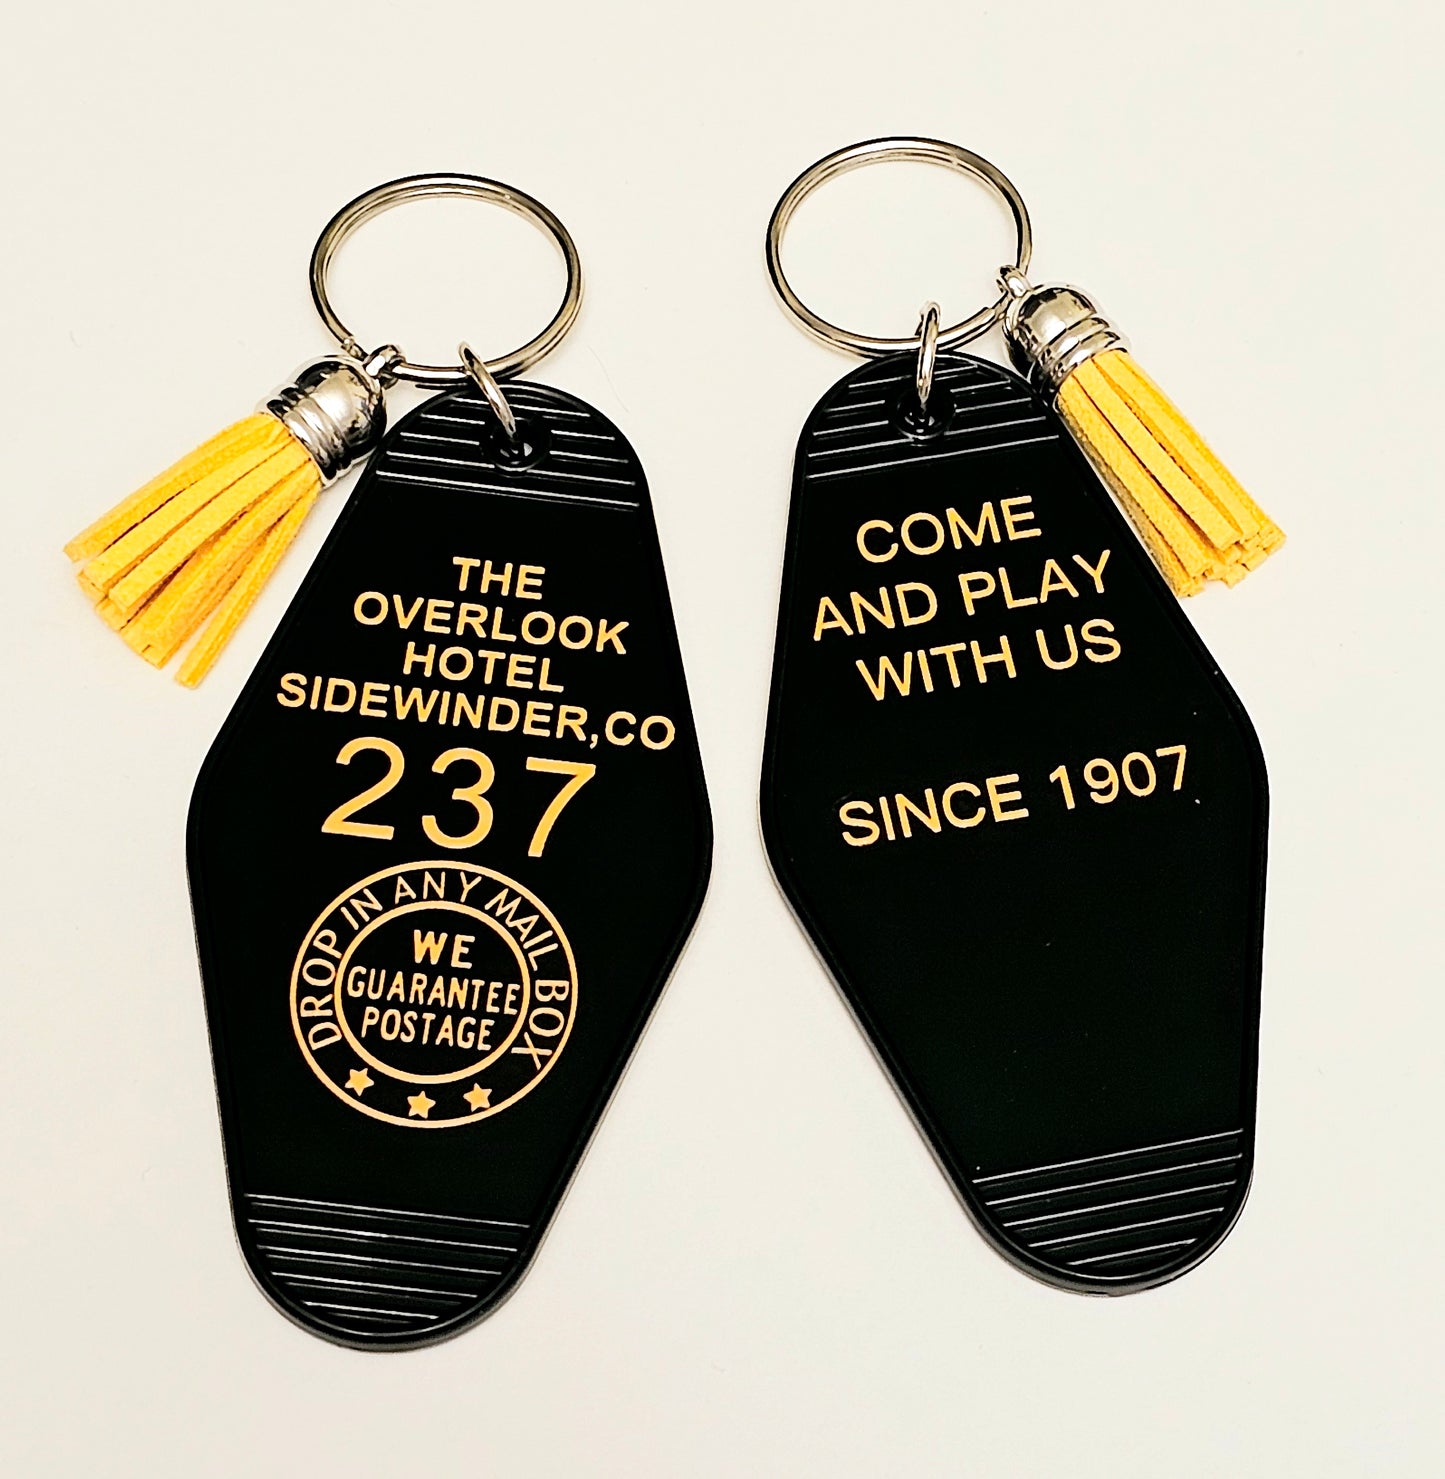 THE
OVERLOOK
HOTEL
SIDEWINDER,CO
237
DROP IN ANY MAIL BOX
WE
GUARANTEE
POSTAGE
COME
AND PLAY
WITH US
SINCE 1907